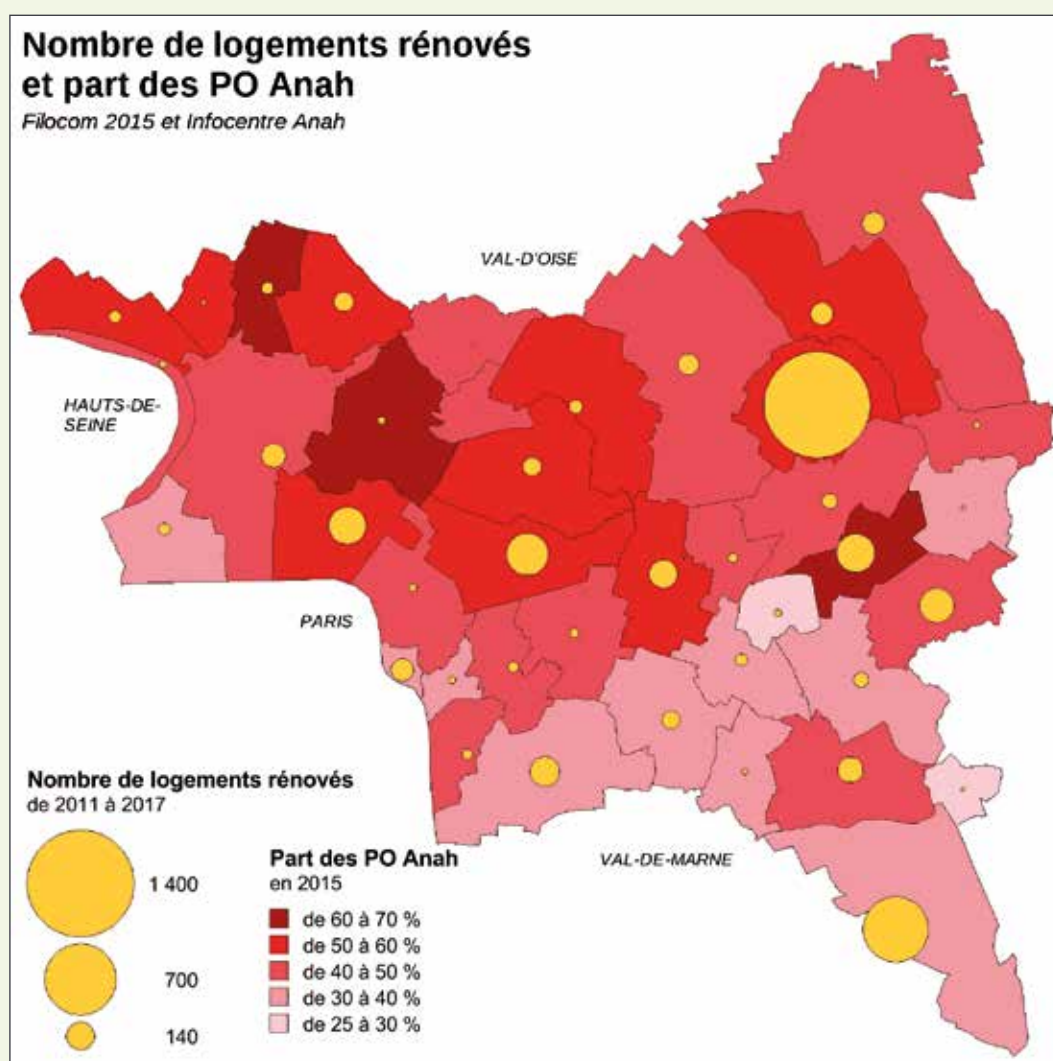 Nombre de logements rénovés
et part des PO Anah
Filocom 2015 et Infocentre Anah
VAL-D'OISE
HAUTS-DE-
SEINE
PARIS
VAL-DE-MARNE
Nombre de logements rénovés
de 2011 à 2017
1 400
700
140
Part des PO Anah
en 2015
de 60 à 70 %
de 50 à 60 %
de 40 à 50 %
de 30 à 40 %
de 25 à 30 %